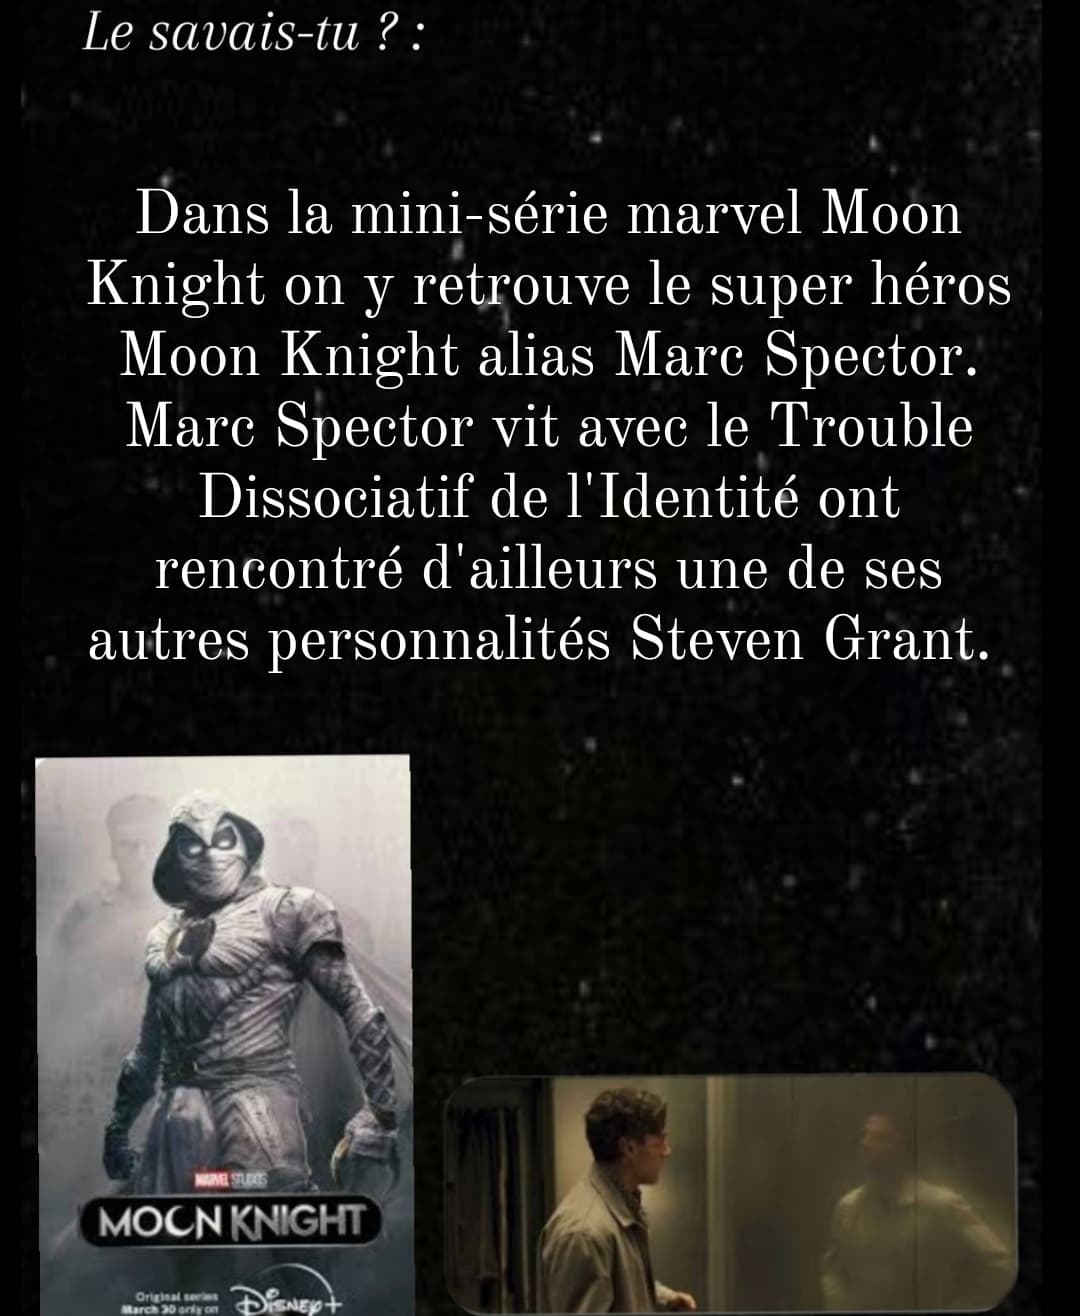 Le savais-tu ? :
Dans la mini-série marvel Moon
Knight on y retrouve le super héros
Moon Knight alias Marc Spector.
Marc Spector vit avec le Trouble
Dissociatif de l'Identité ont
rencontré d'ailleurs une de ses
autres personnalités Steven Grant.
MARVEL STUDIOS
MOON KNIGHT
Original series
March 30 only on
Disney+